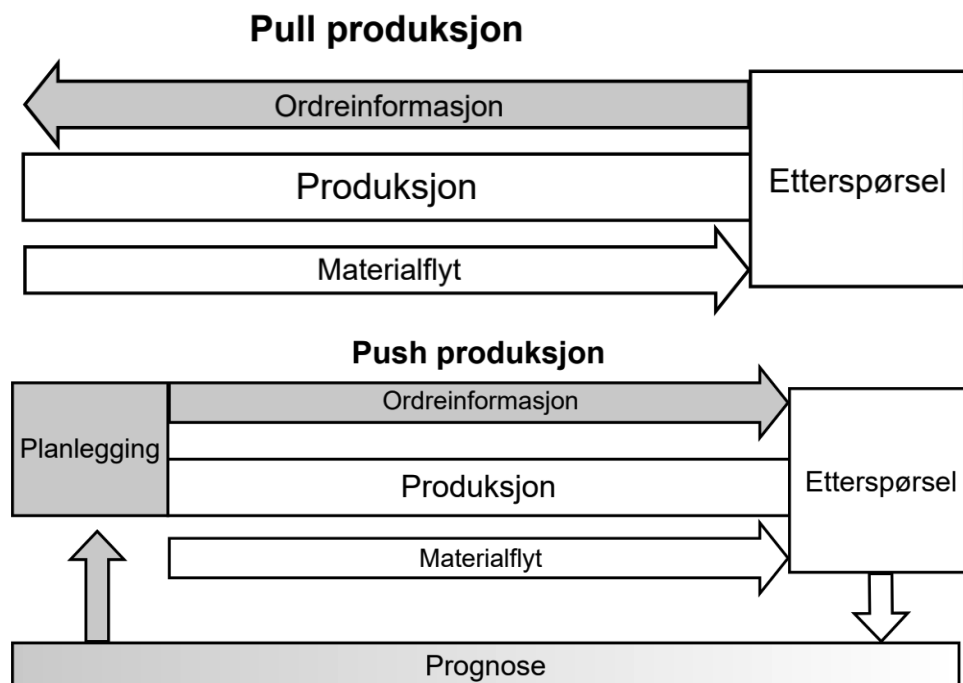 Pull produksjon
Ordreinformasjon
Produksjon
Etterspørsel
Materialflyt
Push produksjon
Ordreinformasjon
Planlegging
Produksjon
Etterspørsel
Materialflyt
Prognose